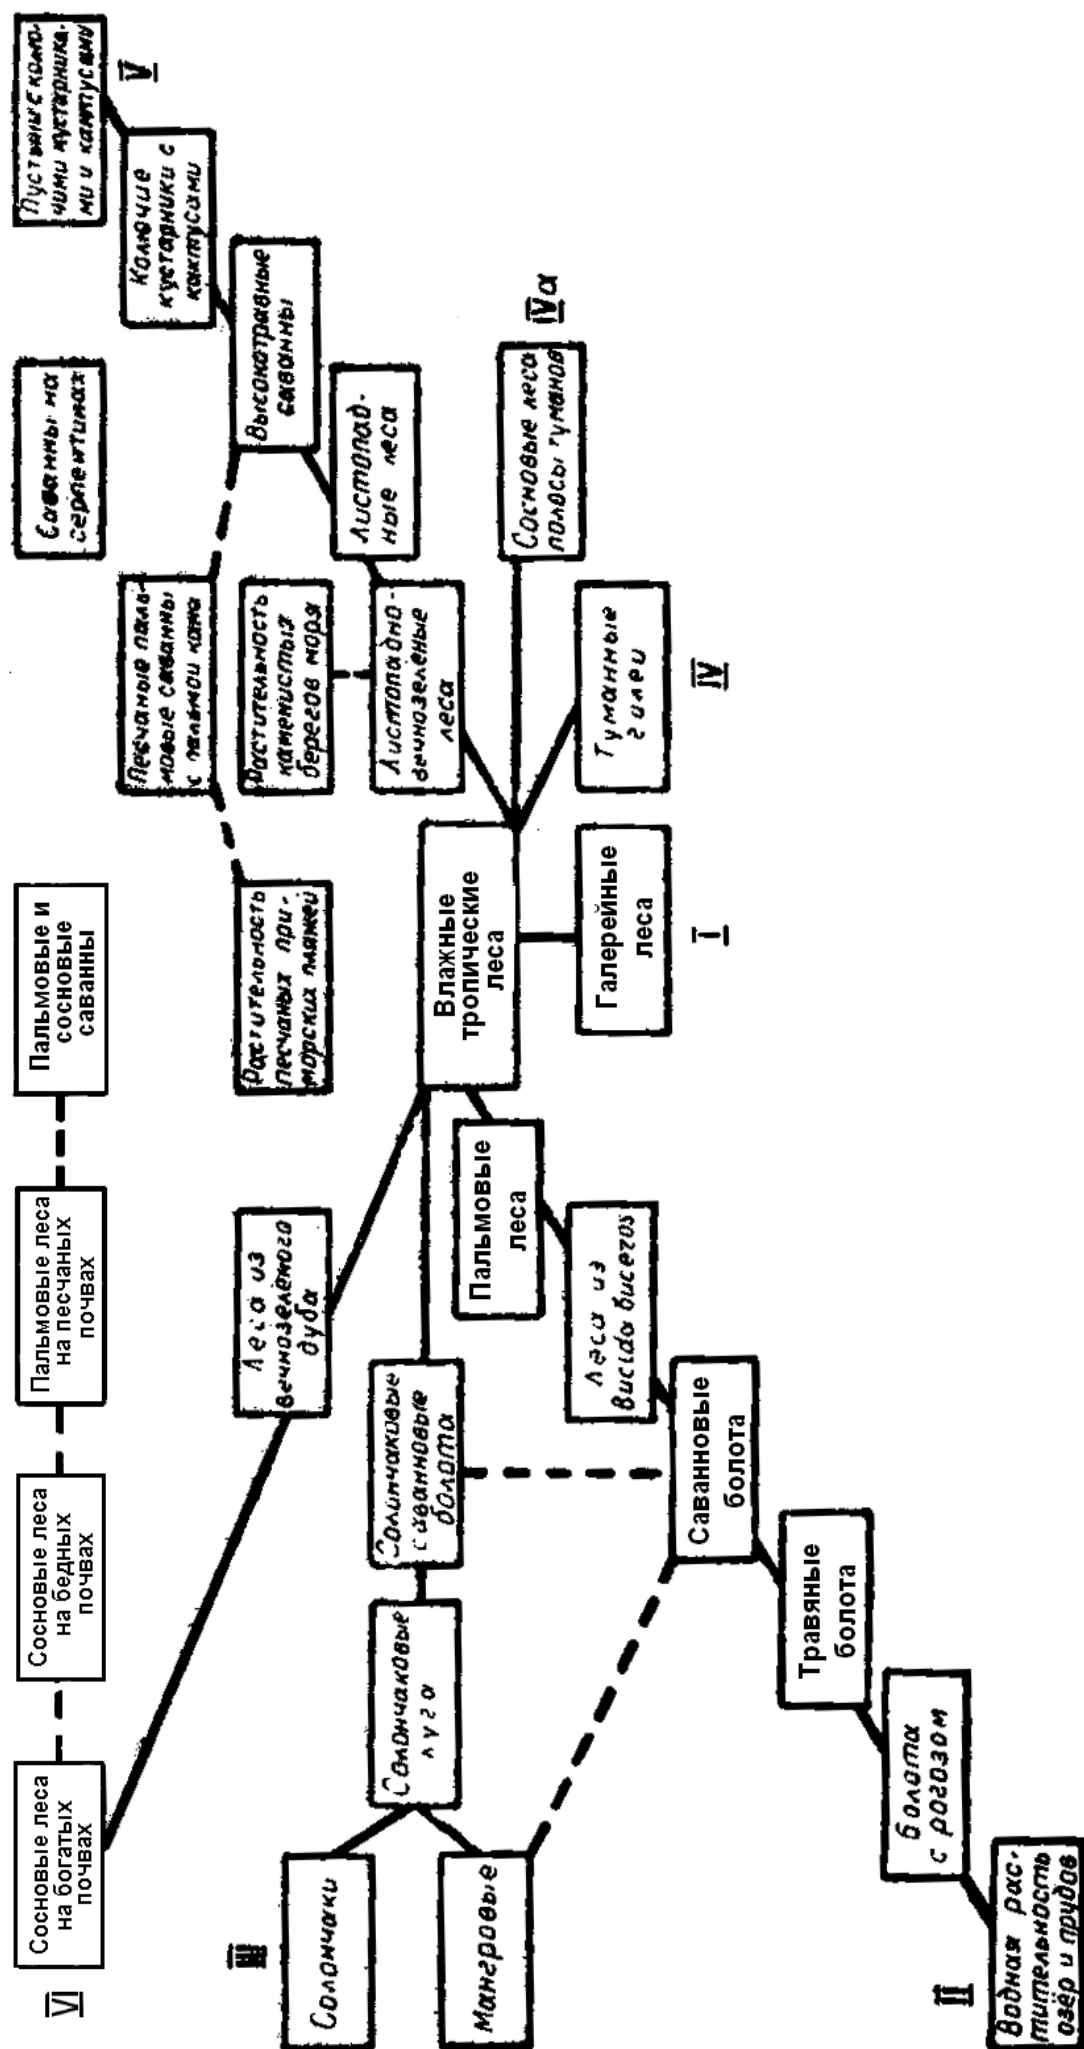 VI
Сосновые леса
на богатых
почвах
Сосновые леса
на бедных
почвах
Пальмовые леса
на песчаных
почвах
Пальмовые и
сосновые
саванны
Саванны на
серпентинах
Пустыни с колю-
чими кустарника-
ми и кактусами
V
Колючие
кустарники с
кактусами
Песчаные паль-
мовые саванны
с пальмой кана
Высокотравные
саванны
Леса из
вечнозелёного
дуба
Растительность
песчаных при-
морских пляжей
Растительность
каменистых
берегов моря
Листопад-
ные леса
III
Солончаки
Солончаковые
луга
Солончаковые
саванновые
болота
Листопадно-
вечнозеленые
леса
Мангровые
Влажные
тропические
леса
Пальмовые
леса
Сосновые леса
полосы туманов
IVa
Леса из
bucida buceros
Галерейные
леса
I
Туманные
гилеи
IV
Саванновые
болота
Травяные
болота
болота
с рогозом
II
Водная рас-
тительность
озёр и прудов